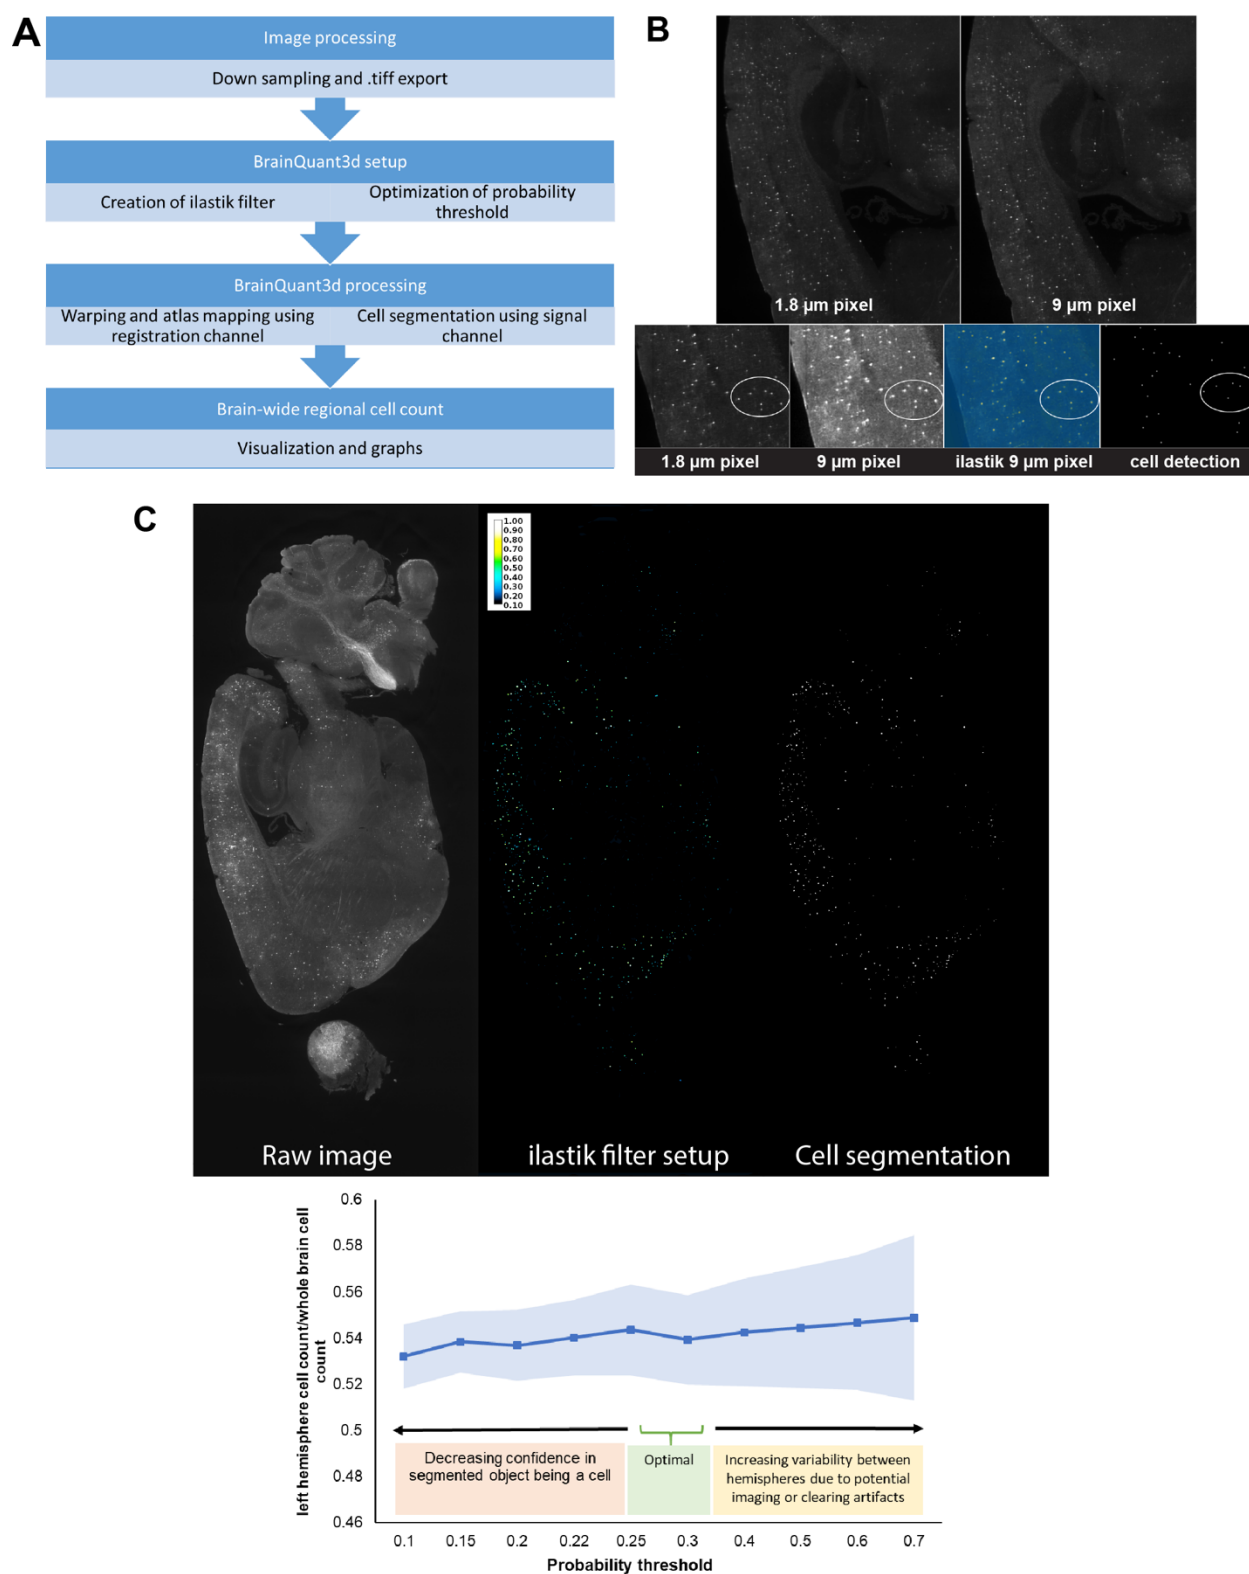 A
Image processing
Down sampling and .tiff export
BrainQuant3d setup
Creation of ilastik filter
Optimization of probability
threshold
BrainQuant3d processing
Warping and atlas mapping using
registration channel
Cell segmentation using signal
channel
Brain-wide regional cell count
Visualization and graphs
B
1.8 µm pixel
9 µm pixel
1.8 µm pixel
9 µm pixel
ilastik 9 µm pixel
cell detection
C
1.00
0.90
0.80
0.70
0.60
0.50
0.40
0.30
0.20
0.10
Raw image
ilastik filter setup
Cell segmentation
left hemisphere cell count/whole brain cell
count
0.6
0.58
0.56
0.54
0.52
0.5
0.48
0.46
Decreasing confidence in
segmented object being a cell
Optimal
Increasing variability between
hemispheres due to potential
imaging or clearing artifacts
0.1 0.15 0.2 0.22 0.25 0.3 0.4 0.5 0.6 0.7
Probability threshold